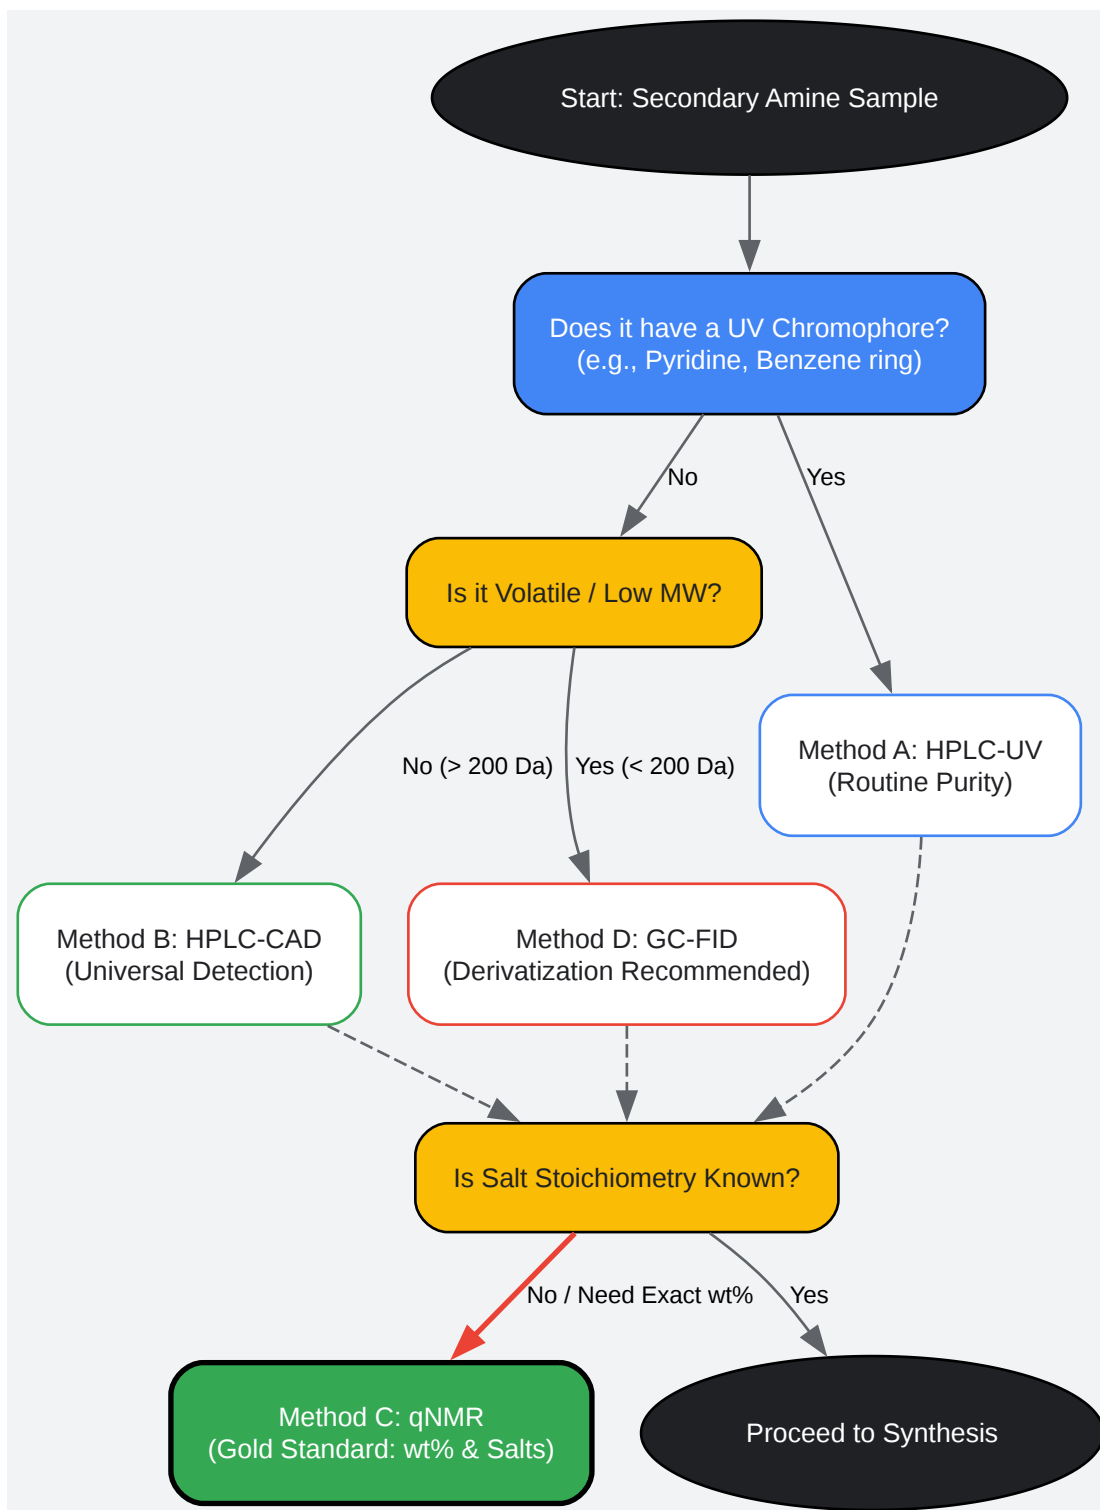 Start: Secondary Amine Sample
Does it have a UV Chromophore?
(e.g., Pyridine, Benzene ring)
No
Yes
Is it Volatile / Low MW?
Method A: HPLC-UV
(Routine Purity)
No (> 200 Da)
Yes (< 200 Da)
Method B: HPLC-CAD
(Universal Detection)
Method D: GC-FID
(Derivatization Recommended)
Is Salt Stoichiometry Known?
No / Need Exact wt%
Yes
Method C: qNMR
(Gold Standard: wt% & Salts)
Proceed to Synthesis